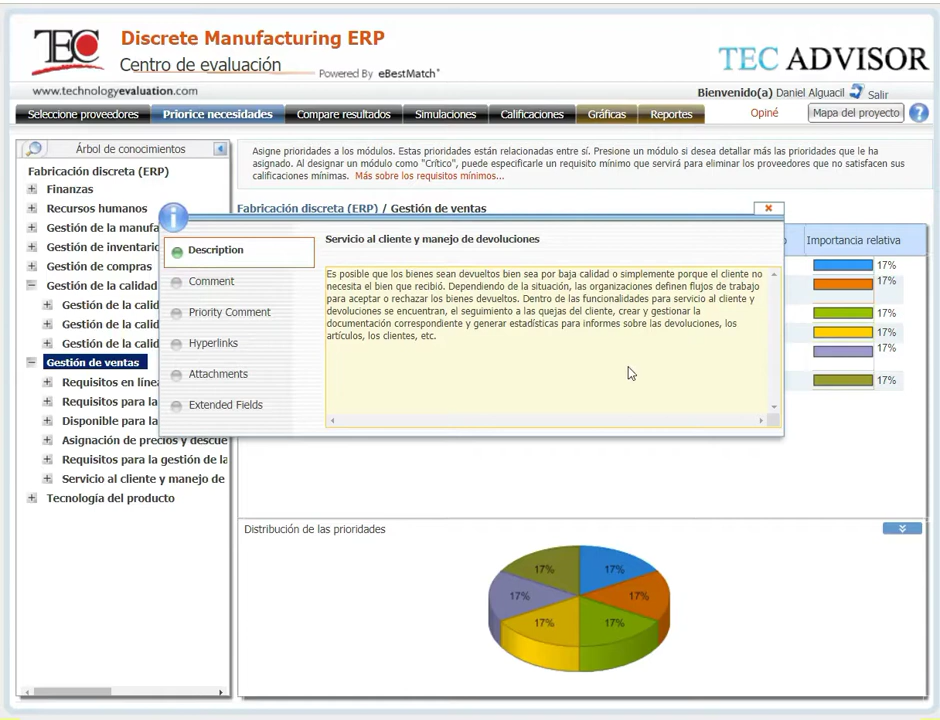 TEC
Discrete Manufacturing ERP
Centro de evaluación
Powered By eBestMatch
www.technologyevaluation.com
TEC ADVISOR
Bienvenido(a) Daniel Alguacil Salir
Seleccione proveedores Priorice necesidades Compare resultados Simulaciones Calificaciones Gráficas Reportes Opiné Mapa del proyecto ?
Árbol de conocimientos
Fabricación discreta (ERP)
Finanzas
Recursos humanos
Gestión de la manufa
Gestión de inventario
Gestión de compras
Gestión de la calidad
Gestión de la calid
Gestión de la calid
Gestión de la calid
Gestión de ventas
Requisitos en línea
Requisitos para la
Disponible para la
Asignación de precios y descue
Requisitos para la gestión de la
Servicio al cliente y manejo de
Tecnología del producto
Asigne prioridades a los módulos. Estas prioridades están relacionadas entre sí. Presione un módulo si desea detallar más las prioridades que le ha
asignado. Al designar un módulo como "Crítico", puede especificarle un requisito mínimo que servirá para eliminar los proveedores que no satisfacen sus
calificaciones mínimas. Más sobre los requisitos mínimos...
Fabricación discreta (ERP) / Gestión de ventas
Importancia relativa
17%
17%
17%
17%
17%
17%
Description
Comment
Priority Comment
Hyperlinks
Attachments
Extended Fields
Servicio al cliente y manejo de devoluciones
Es posible que los bienes sean devueltos bien sea por baja calidad o simplemente porque el cliente no
necesita el bien que recibió. Dependiendo de la situación, las organizaciones definen flujos de trabajo
para aceptar o rechazar los bienes devueltos. Dentro de las funcionalidades para servicio al cliente y
devoluciones se encuentran, el seguimiento a las quejas del cliente, crear y gestionar la
documentación correspondiente y generar estadísticas para informes sobre las devoluciones, los
artículos, los clientes, etc.
Distribución de las prioridades
17% 17%
17% 17%
17% 17%